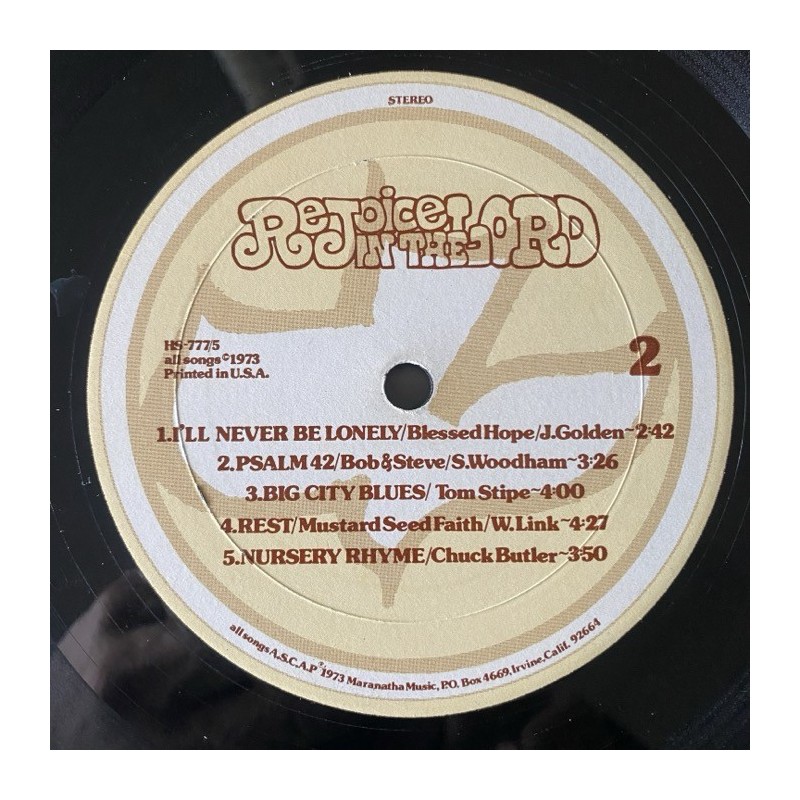 STEREO
ReJoice
IN THE LORD
HS-777/5
all songs ©1973
Printed in U.S.A.
2
1.I'LL NEVER BE LONELY/Blessed Hope/J.Golden~2:42
2.PSALM 42/Bob&Steve/S.Woodham~3:26
3.BIG CITY BLUES/ Tom Stipe~4:00
4.REST/Mustard Seed Faith/W.Link~4:27
5.NURSERY RHYME/Chuck Butler~3:50
all songs A.S.C.A.P ℗1973 Maranatha Music, P.O. Box 4669, Irvine, Calif. 92664